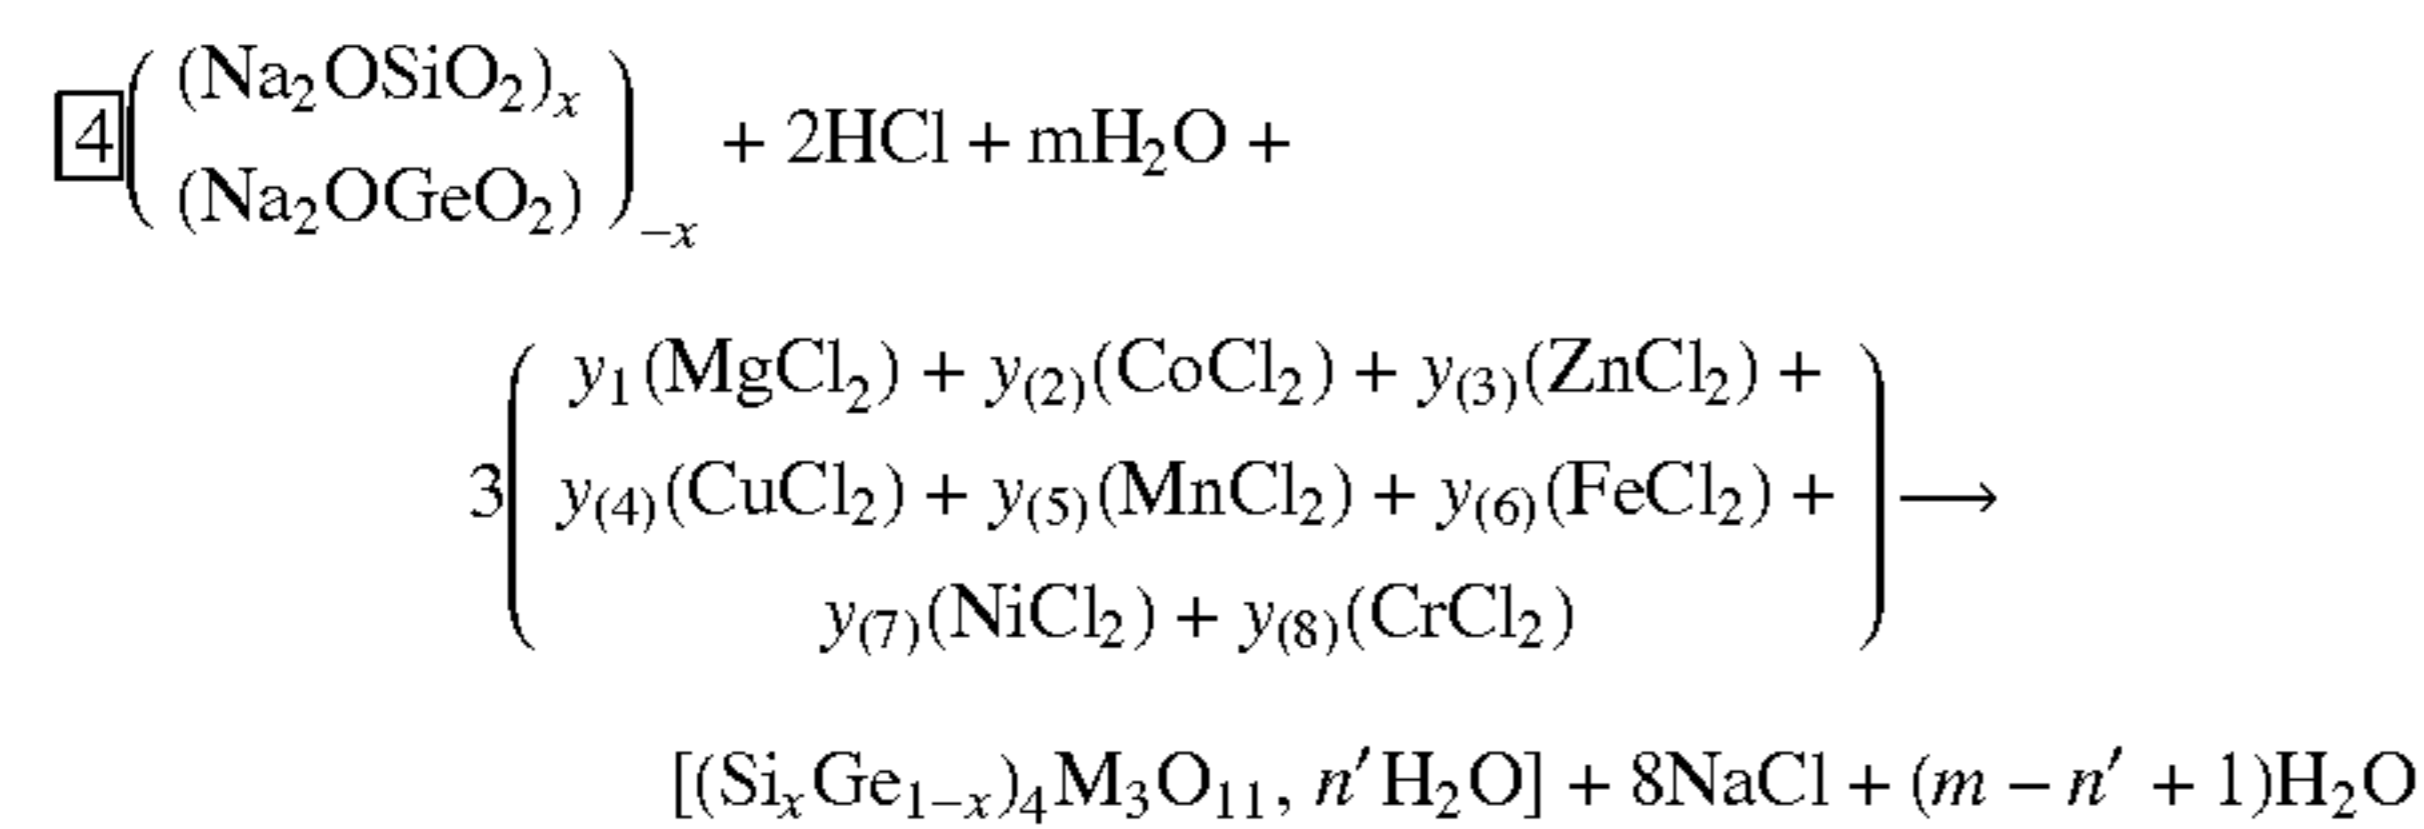 4( (Na₂OSiO₂)ₓ
(Na₂OGeO₂) )₋ₓ + 2HCl + mH₂O +
3( y₁(MgCl₂) + y₍₂₎(CoCl₂) + y₍₃₎(ZnCl₂) +
y₍₄₎(CuCl₂) + y₍₅₎(MnCl₂) + y₍₆₎(FeCl₂) +
y₍₇₎(NiCl₂) + y₍₈₎(CrCl₂) ) ⟶
[(SiₓGe₁₋ₓ)₄M₃O₁₁, n′H₂O] + 8NaCl + (m − n′ + 1)H₂O